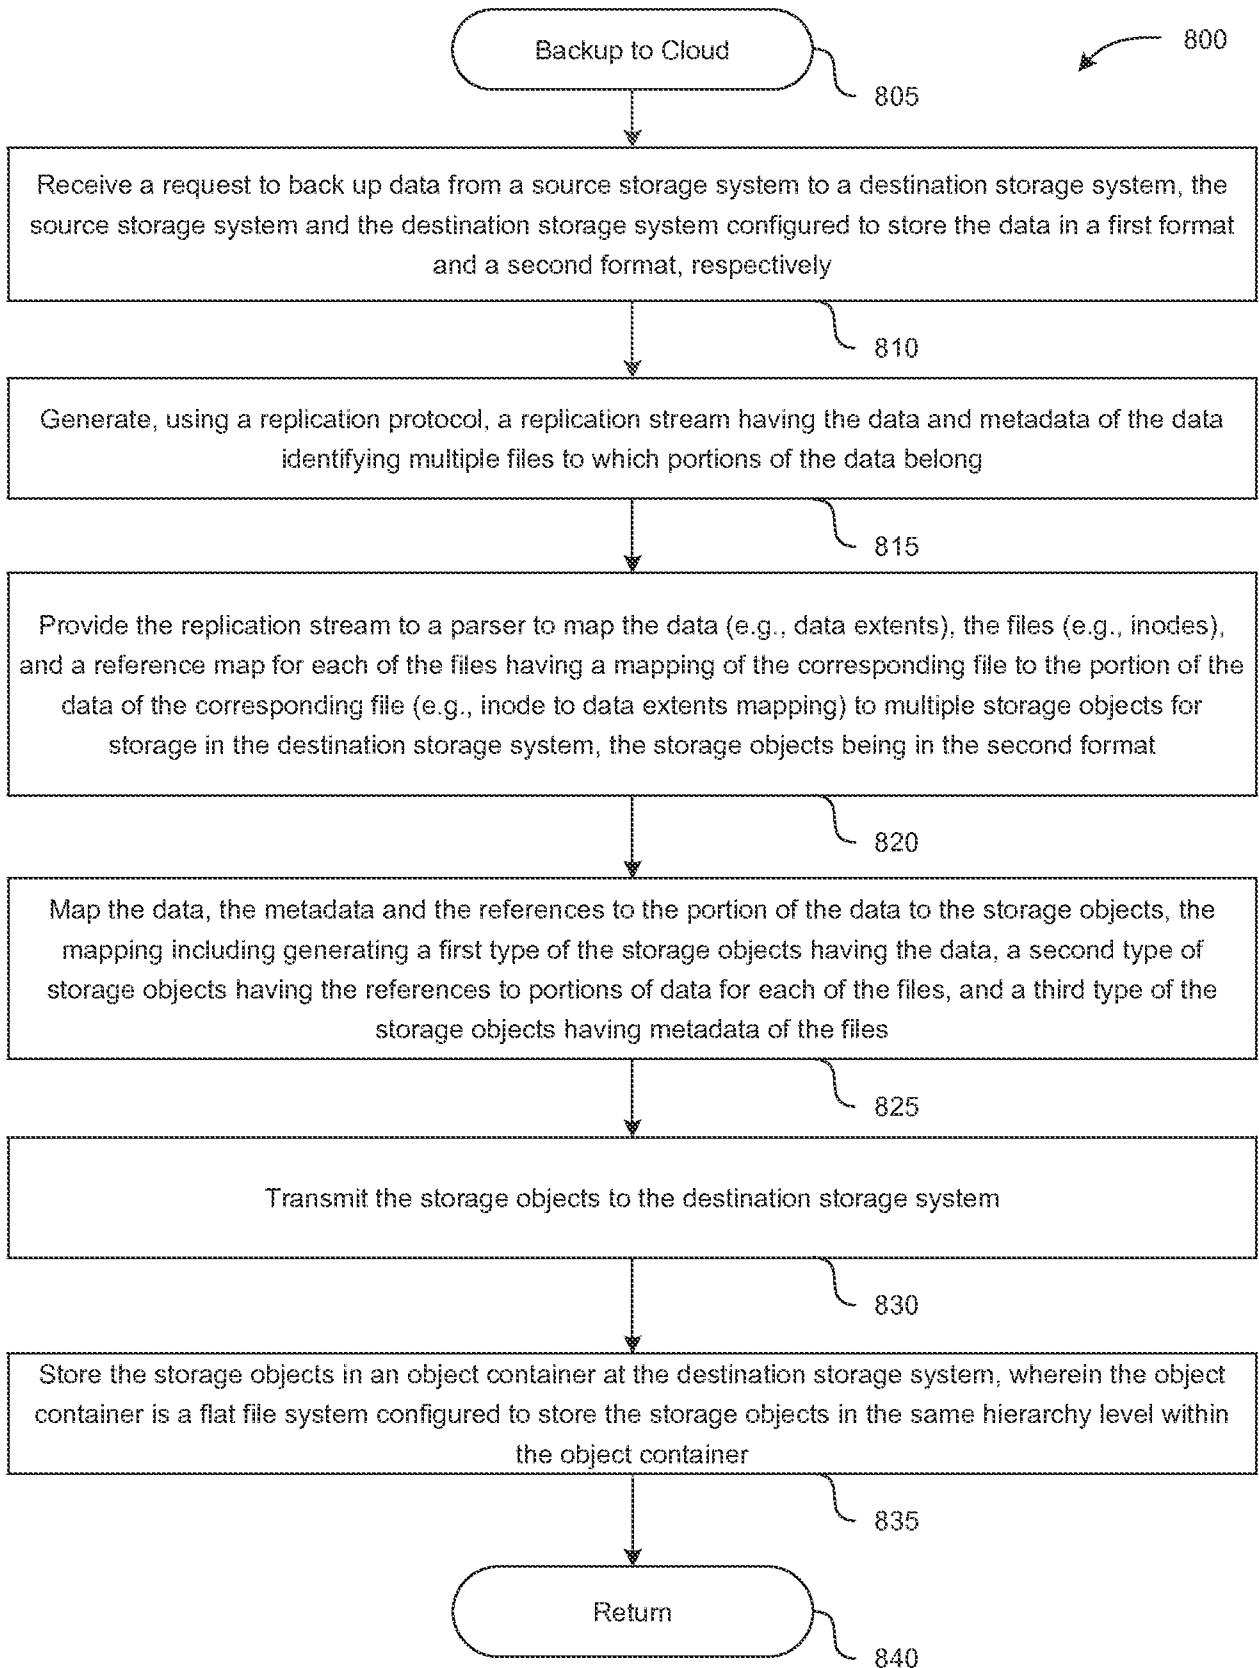 Backup to Cloud
800
805
Receive a request to back up data from a source storage system to a destination storage system, the
source storage system and the destination storage system configured to store the data in a first format
and a second format, respectively
810
Generate, using a replication protocol, a replication stream having the data and metadata of the data
identifying multiple files to which portions of the data belong
815
Provide the replication stream to a parser to map the data (e.g., data extents), the files (e.g., inodes),
and a reference map for each of the files having a mapping of the corresponding file to the portion of the
data of the corresponding file (e.g., inode to data extents mapping) to multiple storage objects for
storage in the destination storage system, the storage objects being in the second format
820
Map the data, the metadata and the references to the portion of the data to the storage objects, the
mapping including generating a first type of the storage objects having the data, a second type of
storage objects having the references to portions of data for each of the files, and a third type of the
storage objects having metadata of the files
825
Transmit the storage objects to the destination storage system
830
Store the storage objects in an object container at the destination storage system, wherein the object
container is a flat file system configured to store the storage objects in the same hierarchy level within
the object container
835
Return
840